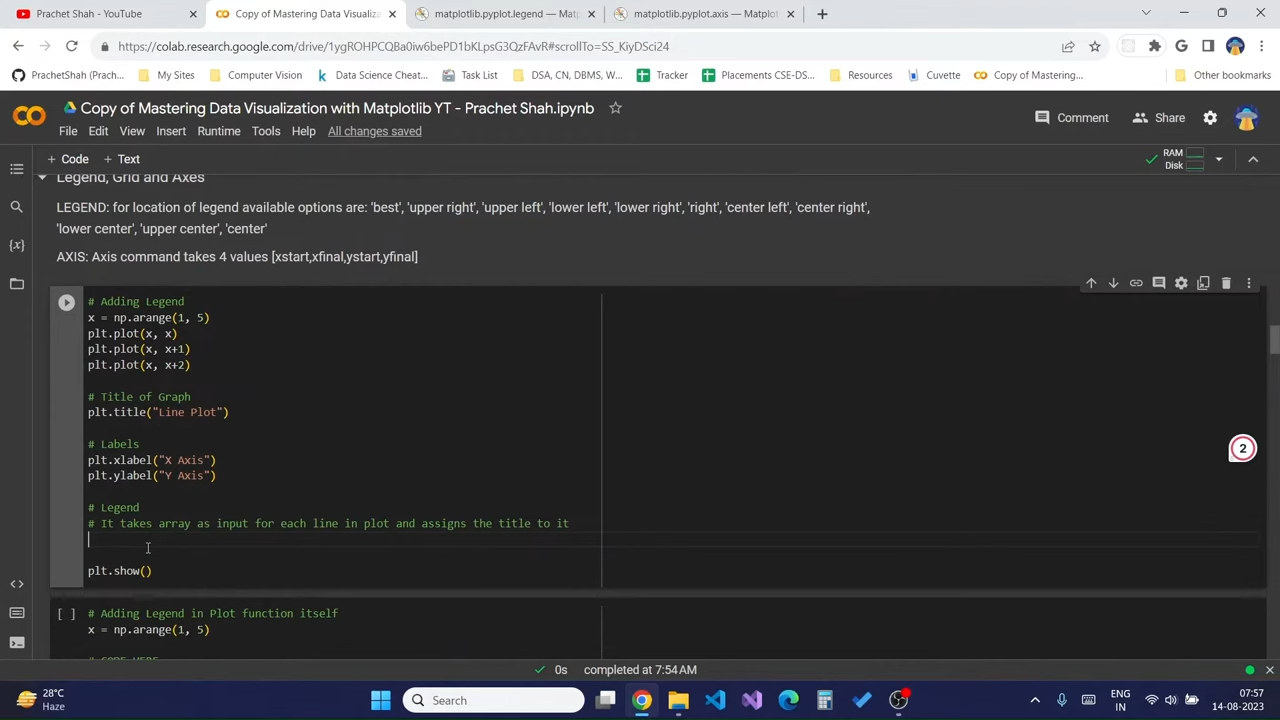 Prachet Shah - YouTube
Copy of Mastering Data Visualiza
matplotlib.pyplot.legend — Mat
matplotlib.pyplot.axis — Matplot
https://colab.research.google.com/drive/1ygROHPCQBa0iw6bePD1bKLpsG3QzFAvR#scrollTo=SS_KiyDSci24
PrachetShah (Prach...
My Sites
Computer Vision
Data Science Cheat...
Task List
DSA, CN, DBMS, W...
Tracker
Placements CSE-DS...
Resources
Cuvette
Copy of Mastering...
Other bookmarks
Copy of Mastering Data Visualization with Matplotlib YT - Prachet Shah.ipynb
File Edit View Insert Runtime Tools Help All changes saved
Comment
Share
+ Code + Text
RAM
Disk
Legend, Grid and Axes
LEGEND: for location of legend available options are: 'best', 'upper right', 'upper left', 'lower left', 'lower right', 'right', 'center left', 'center right',
'lower center', 'upper center', 'center'
AXIS: Axis command takes 4 values [xstart,xfinal,ystart,yfinal]
# Adding Legend
x = np.arange(1, 5)
plt.plot(x, x)
plt.plot(x, x+1)
plt.plot(x, x+2)
# Title of Graph
plt.title("Line Plot")
# Labels
plt.xlabel("X Axis")
plt.ylabel("Y Axis")
2
# Legend
# It takes array as input for each line in plot and assigns the title to it
plt.show()
[ ] # Adding Legend in Plot function itself
x = np.arange(1, 5)
# CODE HERE
0s completed at 7:54 AM
28°C
Haze
Search
ENG
IN
07:57
14-08-2023